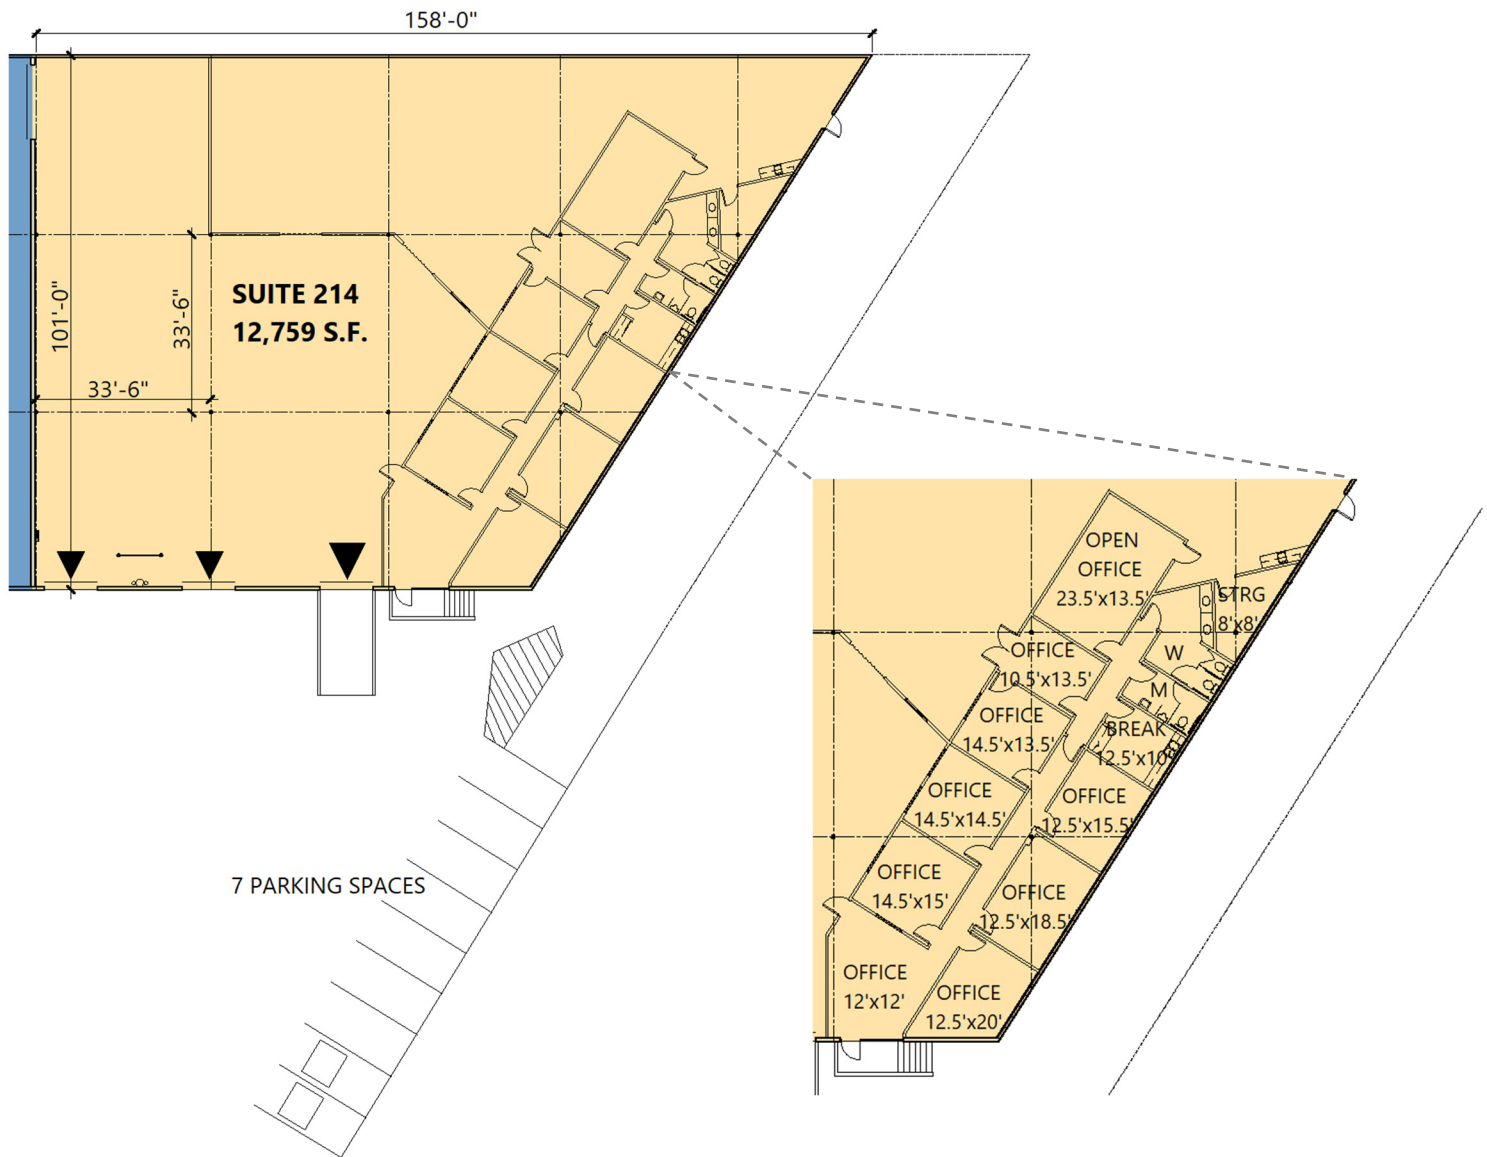 158'-0"
101'-0"
33'-6"
33'-6"
SUITE 214
12,759 S.F.
7 PARKING SPACES
OPEN
OFFICE
23.5'x13.5'
STRG
8'x8'
OFFICE
10.5'x13.5'
W
M
OFFICE
14.5'x13.5'
BREAK
12.5'x10'
OFFICE
14.5'x14.5'
OFFICE
12.5'x15.5'
OFFICE
14.5'x15'
OFFICE
12.5'x18.5'
OFFICE
12'x12'
OFFICE
12.5'x20'